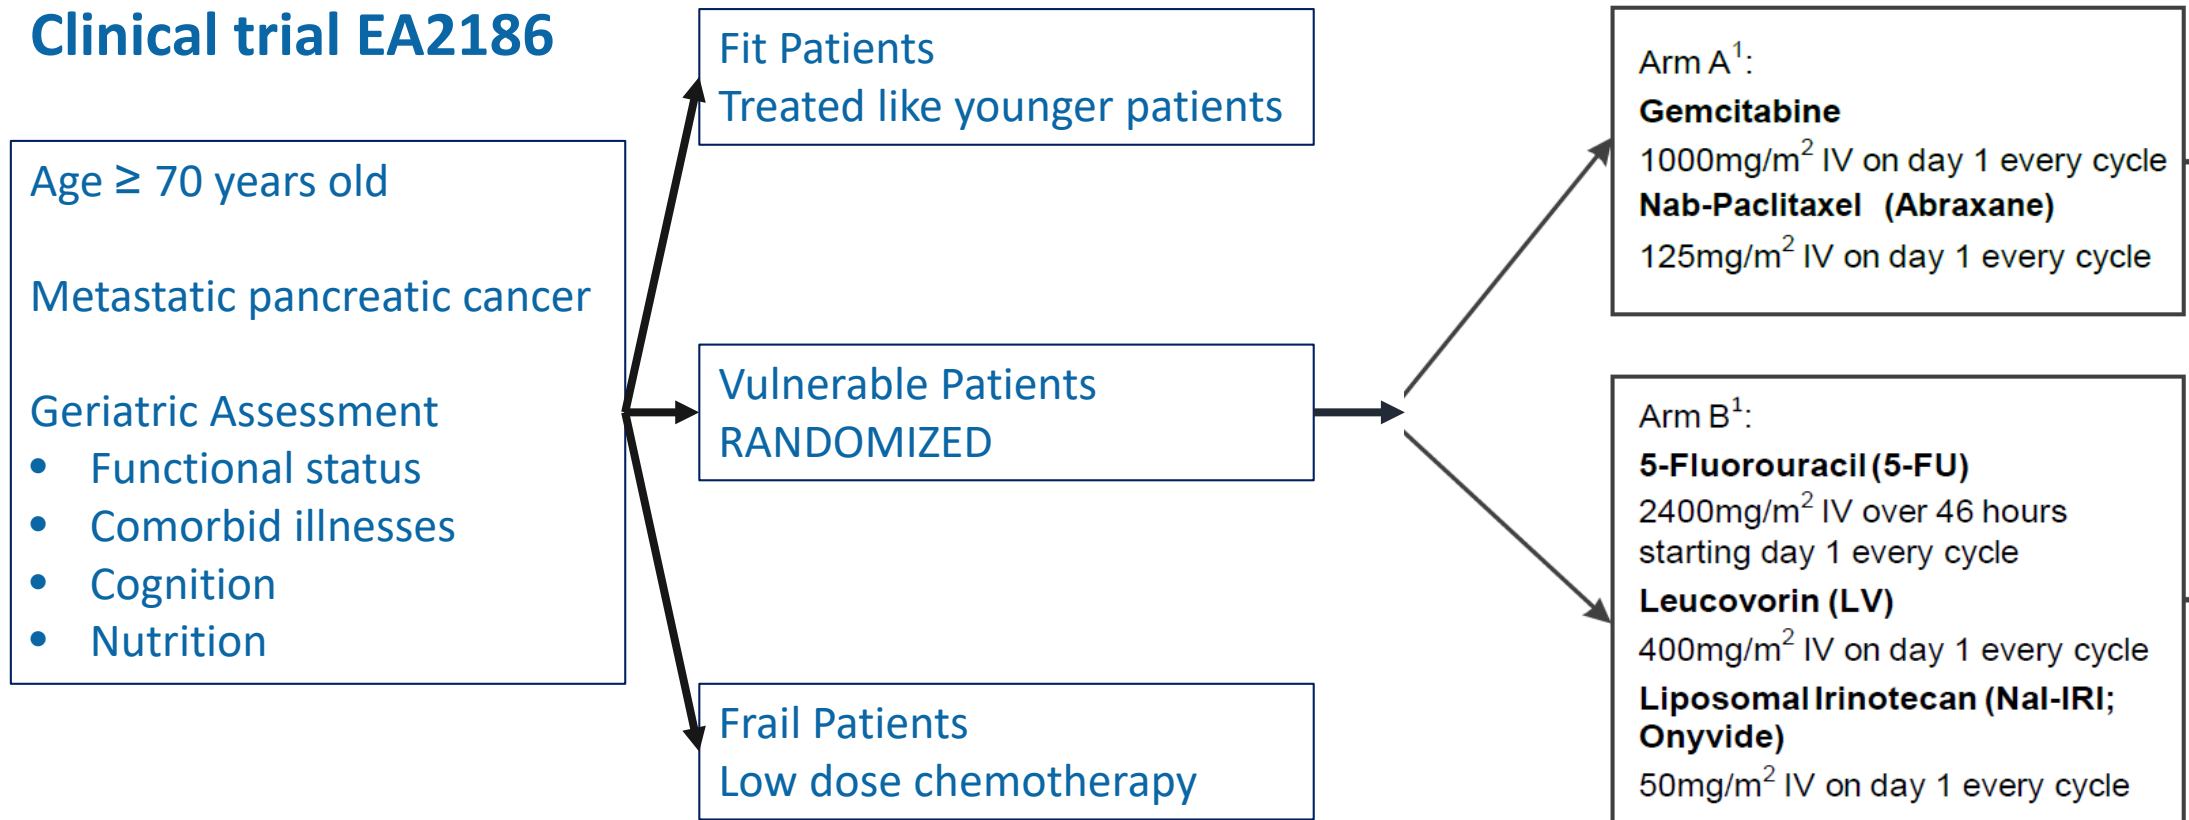 Clinical trial EA2186
Age ≥ 70 years old
Metastatic pancreatic cancer
Geriatric Assessment
• Functional status
• Comorbid illnesses
• Cognition
• Nutrition
Fit Patients
Treated like younger patients
Vulnerable Patients
RANDOMIZED
Frail Patients
Low dose chemotherapy
Arm A¹:
Gemcitabine
1000mg/m² IV on day 1 every cycle
Nab-Paclitaxel (Abraxane)
125mg/m² IV on day 1 every cycle
Arm B¹:
5-Fluorouracil (5-FU)
2400mg/m² IV over 46 hours
starting day 1 every cycle
Leucovorin (LV)
400mg/m² IV on day 1 every cycle
Liposomal Irinotecan (Nal-IRI;
Onyvide)
50mg/m² IV on day 1 every cycle